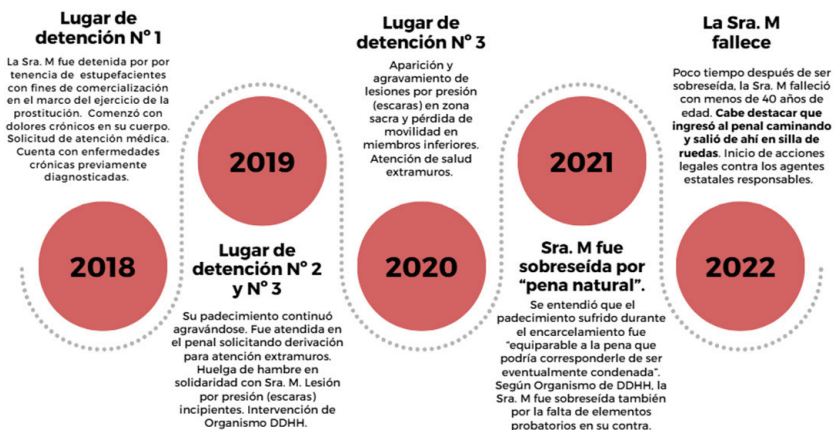 Lugar de
detención Nº 1
La Sra. M fue detenida por por
tenencia de estupefacientes
con fines de comercialización
en el marco del ejercicio de la
prostitución. Comenzó con
dolores crónicos en su cuerpo.
Solicitud de atención médica.
Cuenta con enfermedades
crónicas previamente
diagnosticadas.
2018
2019
Lugar de
detención Nº 2
y Nº 3
Su padecimiento continuó
agravándose. Fue atendida en
el penal solicitando derivación
para atención extramuros.
Huelga de hambre en
solidaridad con Sra. M. Lesión
por presión (escaras)
incipientes. Intervención de
Organismo DDHH.
Lugar de
detención Nº 3
Aparición y
agravamiento de
lesiones por presión
(escaras) en zona
sacra y pérdida de
movilidad en
miembros inferiores.
Atención de salud
extramuros.
2020
2021
Sra. M fue
sobreseída por
“pena natural”.
Se entendió que el
padecimiento sufrido durante
el encarcelamiento fue
“equiparable a la pena que
podría corresponderle de ser
eventualmente condenada”.
Según Organismo de DDHH, la
Sra. M fue sobreseída también
por la falta de elementos
probatorios en su contra.
La Sra. M
fallece
Poco tiempo después de ser
sobreseída, la Sra. M falleció
con menos de 40 años de
edad. Cabe destacar que
ingresó al penal caminando
y salió de ahí en silla de
ruedas. Inicio de acciones
legales contra los agentes
estatales responsables.
2022